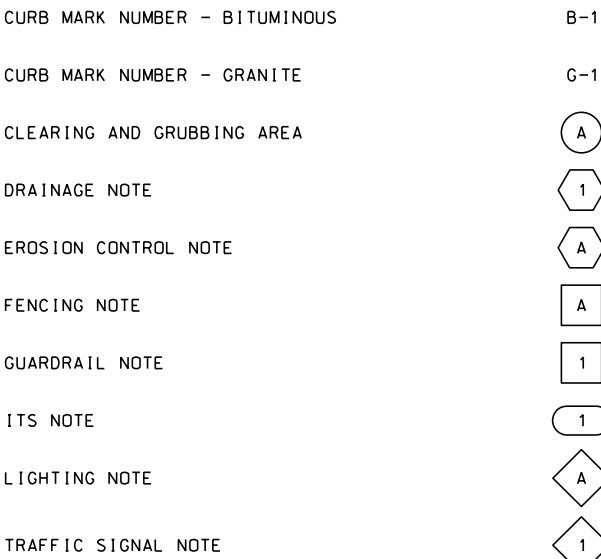 CURB MARK NUMBER - BITUMINOUS B-1
CURB MARK NUMBER - GRANITE G-1
CLEARING AND GRUBBING AREA A
DRAINAGE NOTE 1
EROSION CONTROL NOTE A
FENCING NOTE A
GUARDRAIL NOTE 1
ITS NOTE 1
LIGHTING NOTE A
TRAFFIC SIGNAL NOTE 1